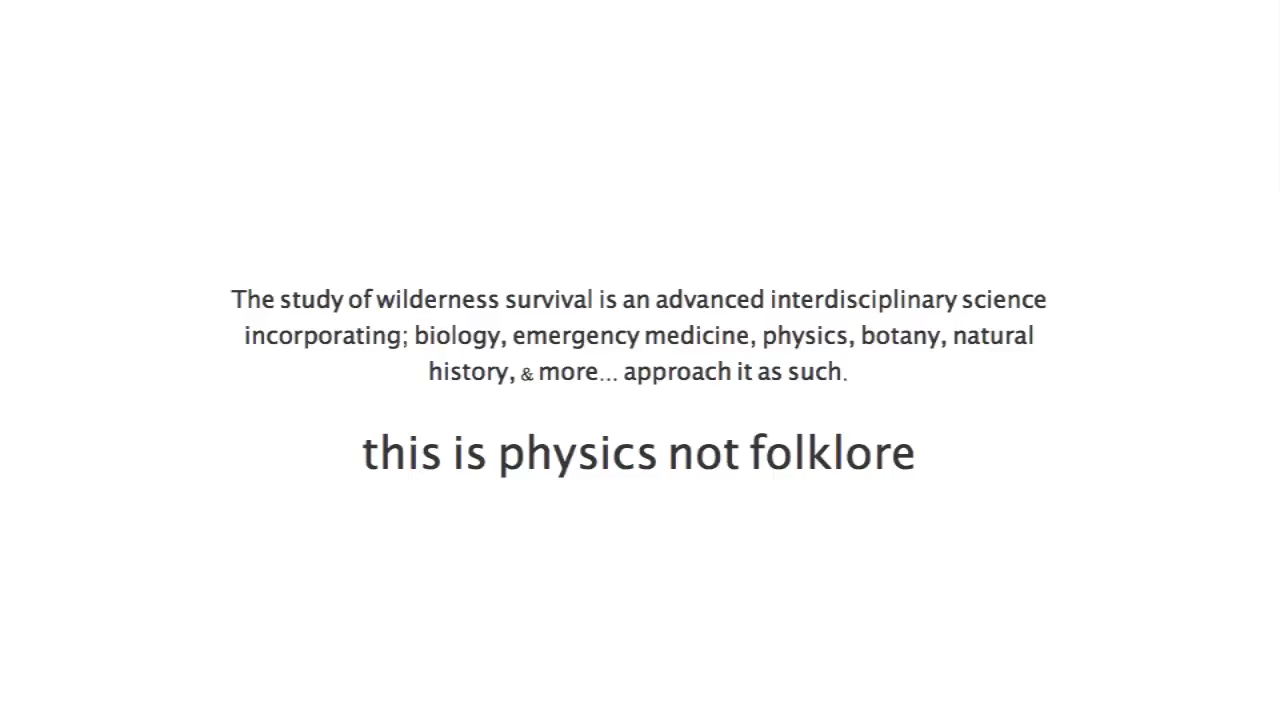 The study of wilderness survival is an advanced interdisciplinary science
incorporating; biology, emergency medicine, physics, botany, natural
history, & more... approach it as such.
this is physics not folklore